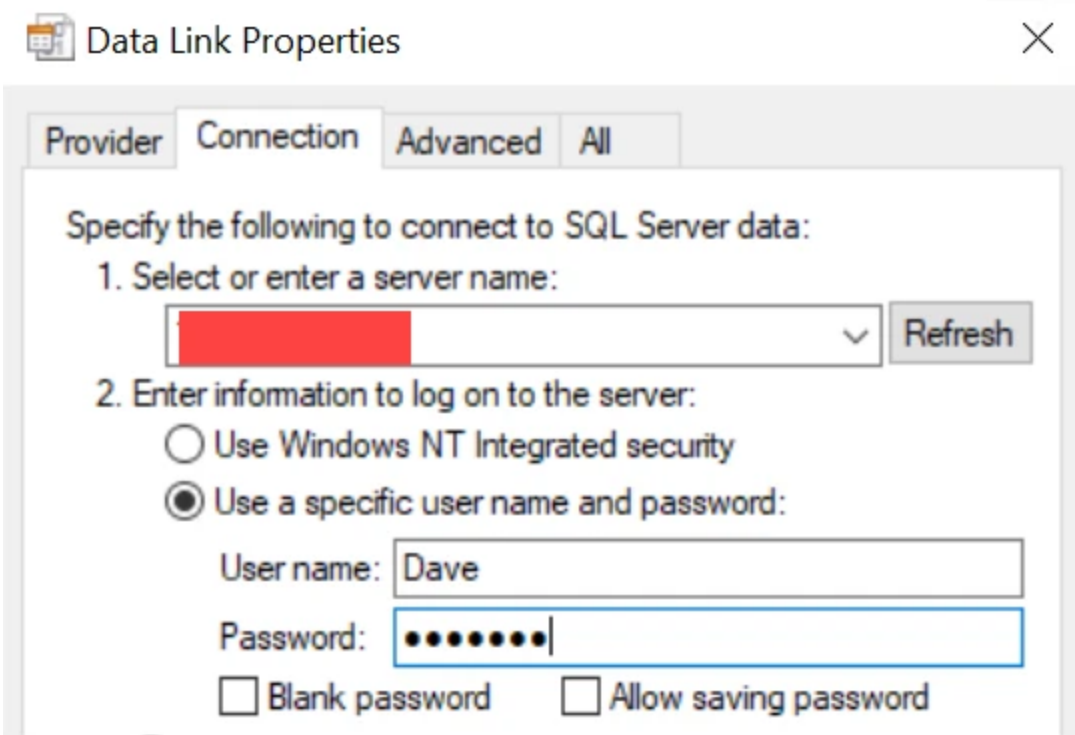 Data Link Properties
Provider Connection Advanced All
Specify the following to connect to SQL Server data:
1. Select or enter a server name:
Refresh
2. Enter information to log on to the server:
Use Windows NT Integrated security
Use a specific user name and password:
User name: Dave
Password: •••••••
Blank password Allow saving password